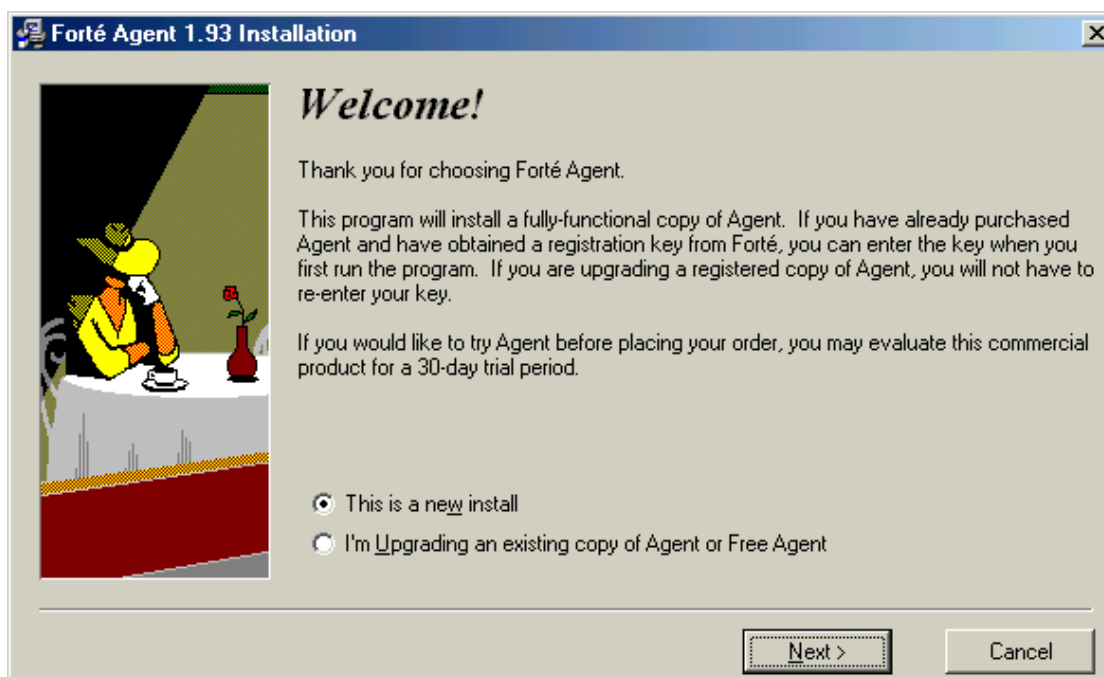 Forté Agent 1.93 Installation
Welcome!
Thank you for choosing Forté Agent.
This program will install a fully-functional copy of Agent.  If you have already purchased
Agent and have obtained a registration key from Forté, you can enter the key when you
first run the program.  If you are upgrading a registered copy of Agent, you will not have to
re-enter your key.
If you would like to try Agent before placing your order, you may evaluate this commercial
product for a 30-day trial period.
This is a new install
I'm Upgrading an existing copy of Agent or Free Agent
Next >
Cancel